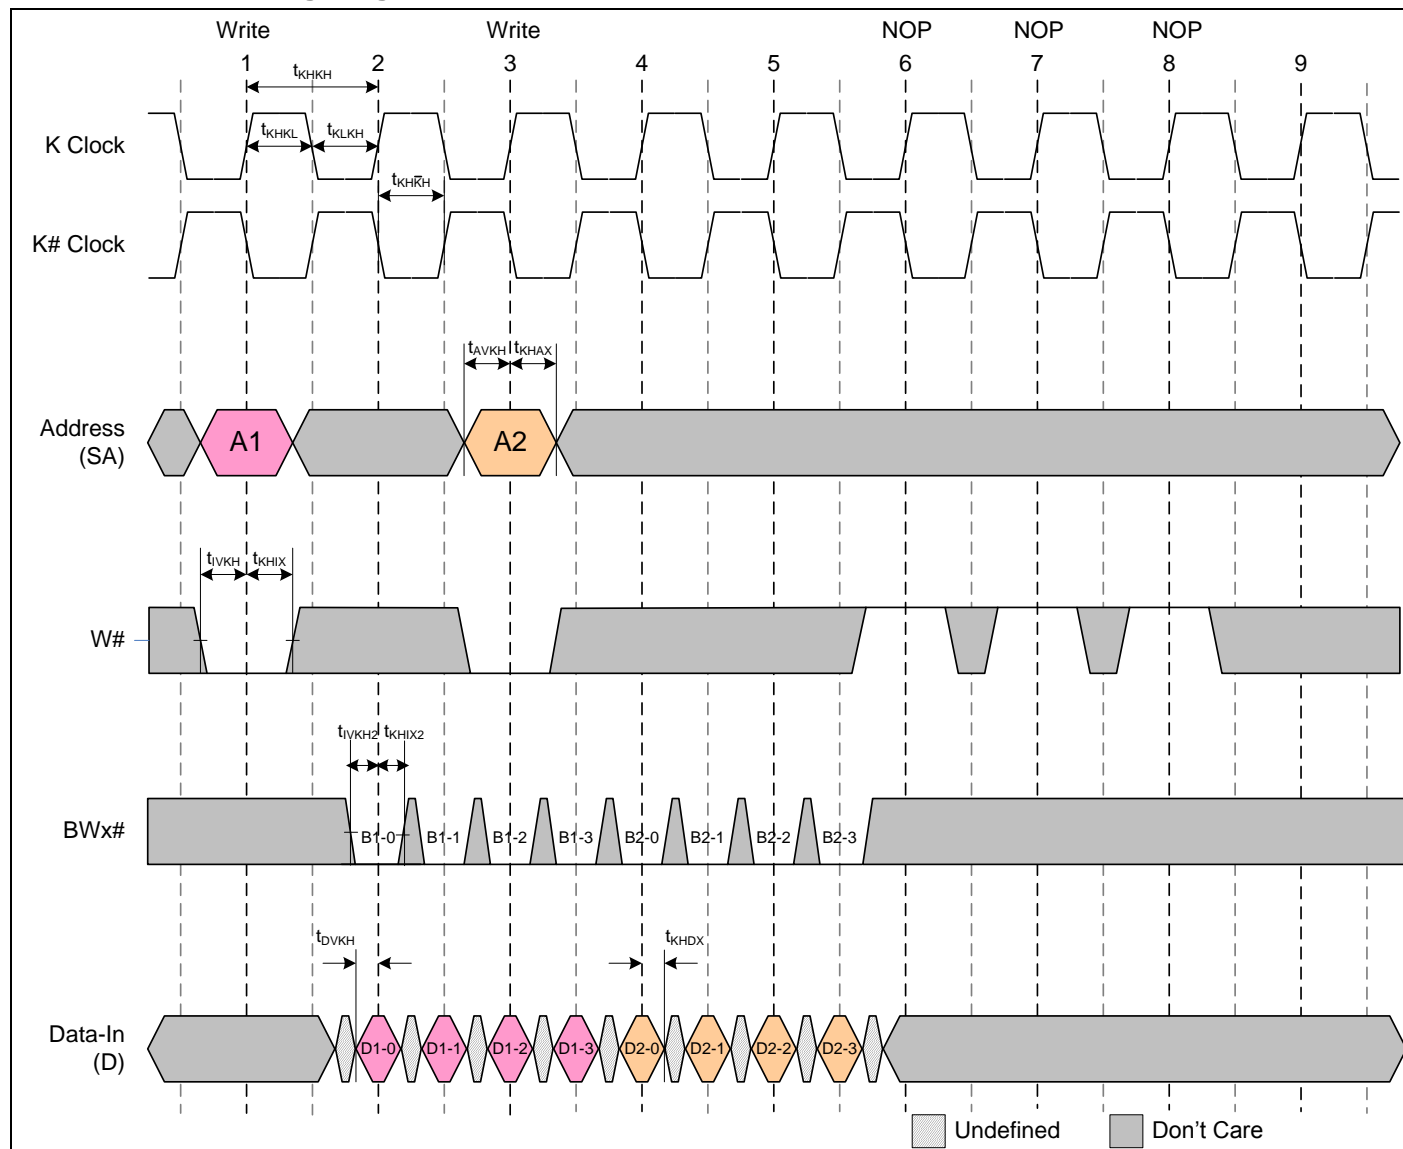 Write Write NOP NOP NOP
1 2 3 4 5 6 7 8 9
tKHKH
K Clock
tKHKL tKLKH
tKHK̅H
K# Clock
tAVKH tKHAX
Address
(SA)
A1 A2
tIVKH tKHIX
W#
tIVKH2 tKHIX2
BWx#
B1-0 B1-1 B1-2 B1-3 B2-0 B2-1 B2-2 B2-3
tDVKH tKHDX
Data-In
(D)
D1-0 D1-1 D1-2 D1-3 D2-0 D2-1 D2-2 D2-3
Undefined Don't Care